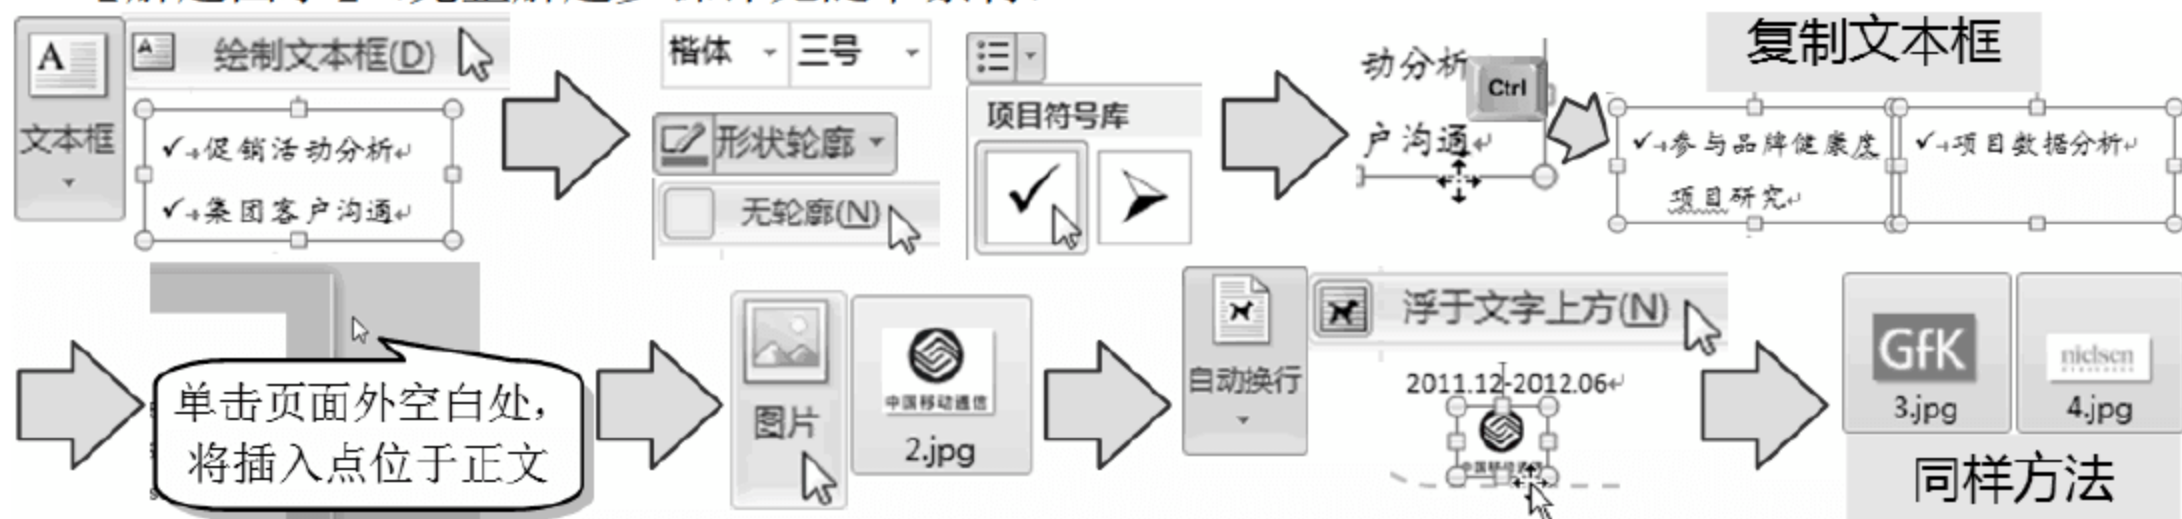 文本框
绘制文本框(D)
✓→促销活动分析↵
✓→集团客户沟通↵
楷体
三号
形状轮廓
无轮廓(N)
项目符号库
动分析
户沟通↵
Ctrl
复制文本框
✓→参与品牌健康度
项目研究↵
✓→项目数据分析↵
单击页面外空白处，
将插入点位于正文
图片
中国移动通信
2.jpg
自动换行
浮于文字上方(N)
2011.12-2012.06↵
中国移动通信
GfK
3.jpg
nielsen
4.jpg
同样方法